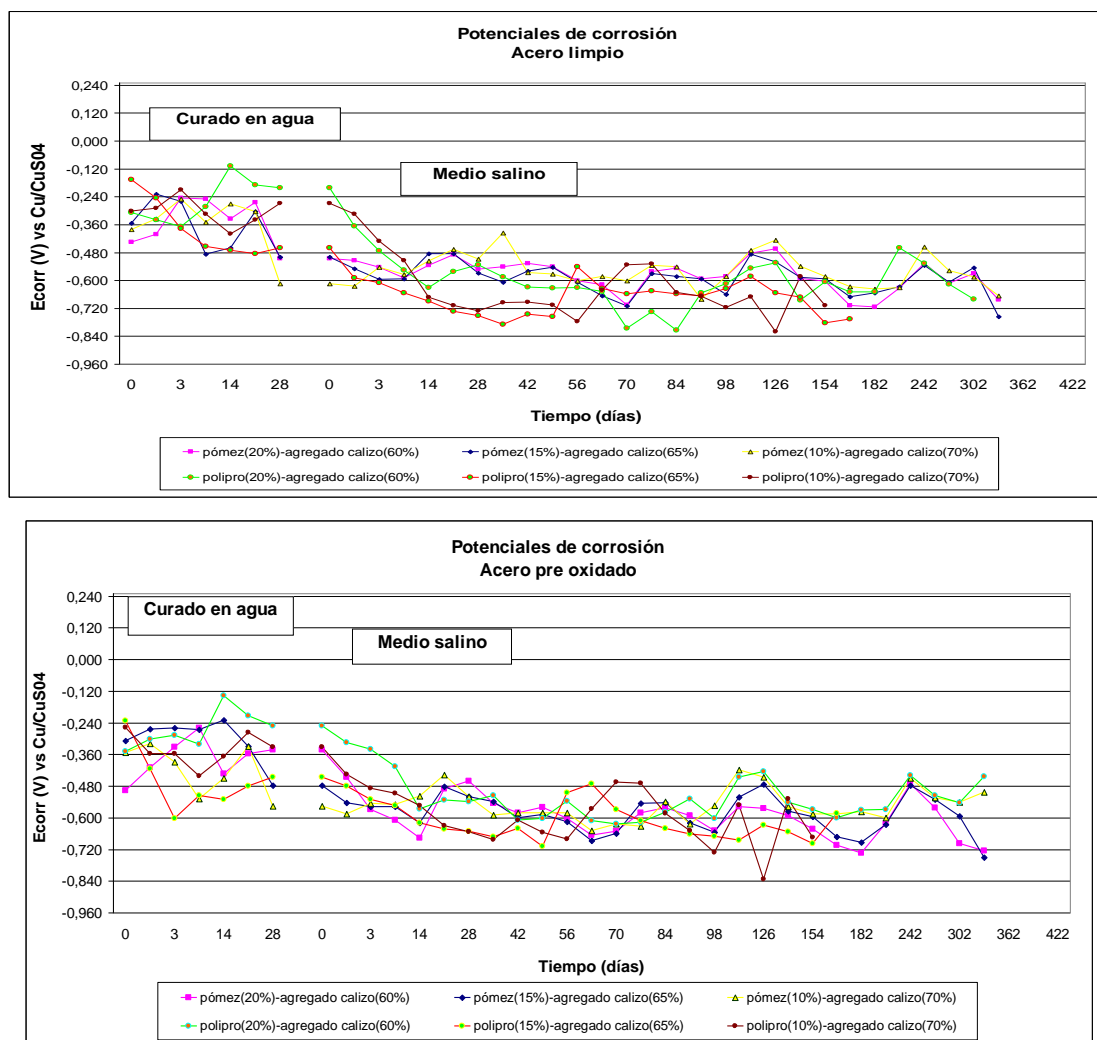 Potenciales de corrosión
Acero limpio
Ecorr (V) vs Cu/CuS04
0,240
0,120
0,000
-0,120
-0,240
-0,360
-0,480
-0,600
-0,720
-0,840
-0,960
Curado en agua
Medio salino
0 3 14 28 0 3 14 28 42 56 70 84 98 126 154 182 242 302 362 422
Tiempo (días)
pómez(20%)-agregado calizo(60%) pómez(15%)-agregado calizo(65%) pómez(10%)-agregado calizo(70%)
polipro(20%)-agregado calizo(60%) polipro(15%)-agregado calizo(65%) polipro(10%)-agregado calizo(70%)
Potenciales de corrosión
Acero pre oxidado
Ecorr (V) vs Cu/CuS04
0,240
0,120
0,000
-0,120
-0,240
-0,360
-0,480
-0,600
-0,720
-0,840
-0,960
Curado en agua
Medio salino
0 3 14 28 0 3 14 28 42 56 70 84 98 126 154 182 242 302 362 422
Tiempo (días)
pómez(20%)-agregado calizo(60%) pómez(15%)-agregado calizo(65%) pómez(10%)-agregado calizo(70%)
polipro(20%)-agregado calizo(60%) polipro(15%)-agregado calizo(65%) polipro(10%)-agregado calizo(70%)